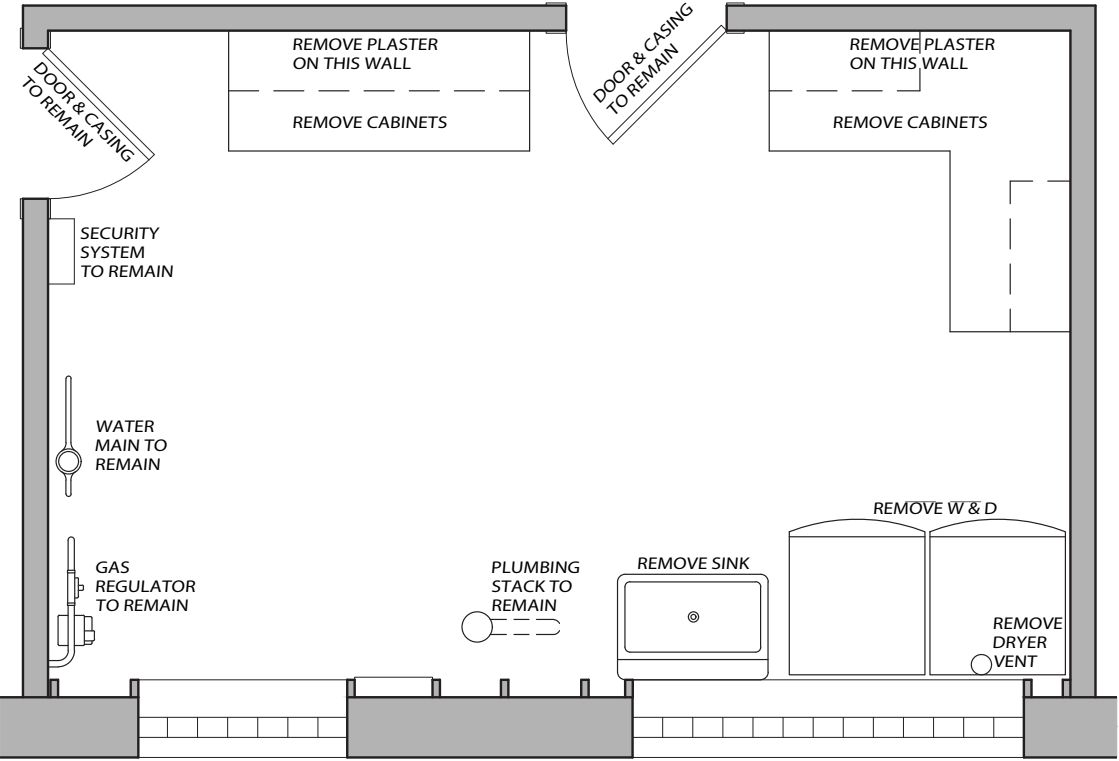 REMOVE PLASTER
ON THIS WALL
REMOVE CABINETS
DOOR & CASING
TO REMAIN
DOOR & CASING
TO REMAIN
REMOVE PLASTER
ON THIS WALL
REMOVE CABINETS
SECURITY
SYSTEM
TO REMAIN
WATER
MAIN TO
REMAIN
GAS
REGULATOR
TO REMAIN
PLUMBING
STACK TO
REMAIN
REMOVE SINK
REMOVE W & D
REMOVE
DRYER
VENT